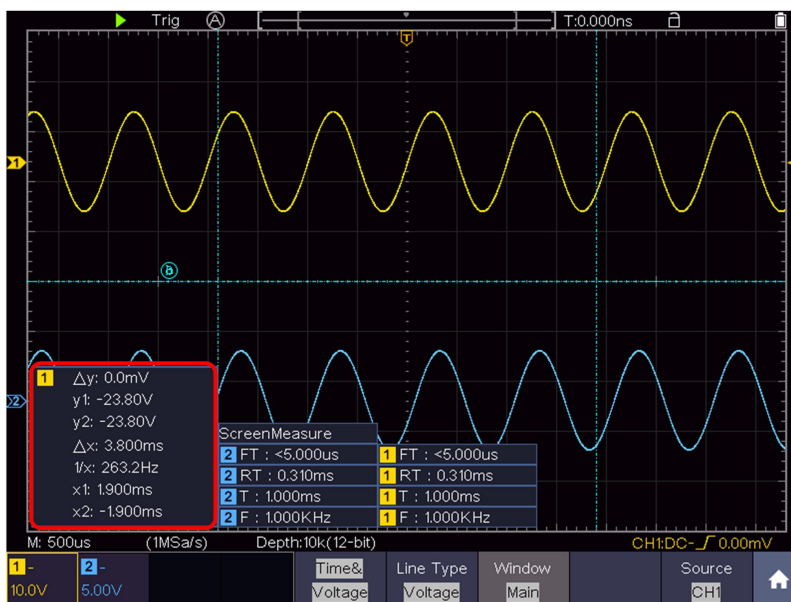 Trig A T:0.000ns
T
1
a b
2
1 △y: 0.0mV
y1: -23.80V
y2: -23.80V
△x: 3.800ms
1/x: 263.2Hz
x1: 1.900ms
x2: -1.900ms
ScreenMeasure
2 FT : <5.000us 1 FT : <5.000us
2 RT : 0.310ms 1 RT : 0.310ms
2 T : 1.000ms 1 T : 1.000ms
2 F : 1.000KHz 1 F : 1.000KHz
M: 500us (1MSa/s) Depth:10k(12-bit) CH1:DC- 0.00mV
1 - 2 - Time& Line Type Window Source
10.0V 5.00V Voltage Voltage Main CH1